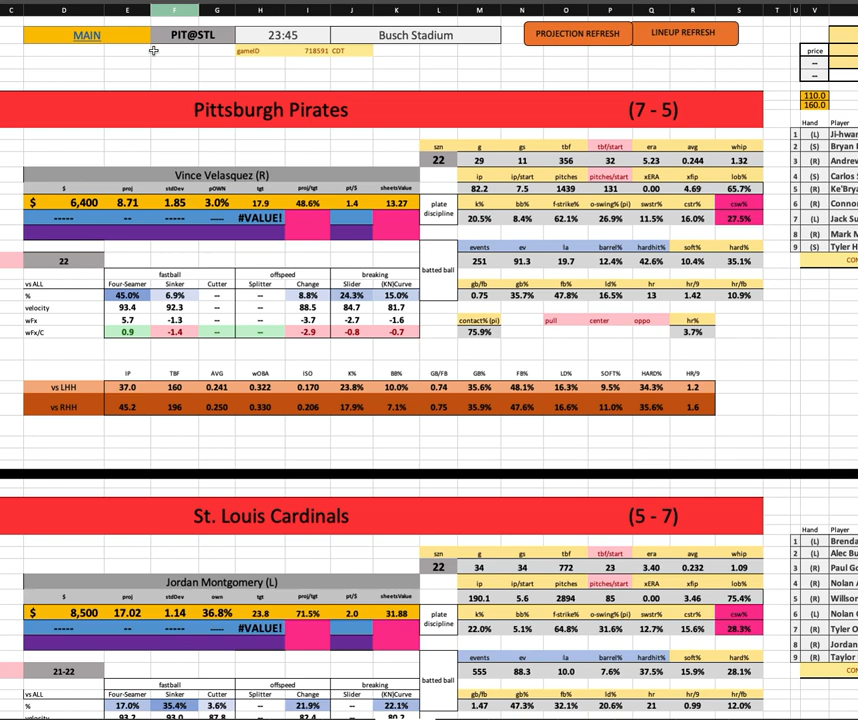 C D E F G H I J K L M N O P Q R S T U V
MAIN PIT@STL 23:45 Busch Stadium PROJECTION REFRESH LINEUP REFRESH
gameID 718591 CDT price
--
--
Pittsburgh Pirates (7 - 5) 110.0
160.0
Hand Player
1 (L) Ji-hwa
szn g gs tbf tbf/start era avg whip 2 (S) Bryan
22 29 11 356 32 5.23 0.244 1.32 3 (R) Andrew
Vince Velasquez (R) ip ip/start pitches pitches/start xERA xfip lob% 4 (S) Carlos
$ proj stdDev pOWN tgt proj/tgt pt/$ sheetsValue 82.2 7.5 1439 131 0.00 4.69 65.7% 5 (R) Ke'Bry
$ 6,400 8.71 1.85 3.0% 17.9 48.6% 1.4 13.27 plate discipline k% bb% f-strike% o-swing% (pi) swstr% cstr% csw% 6 (R) Connor
----- -- ----- ---- #VALUE! 20.5% 8.4% 62.1% 26.9% 11.5% 16.0% 27.5% 7 (L) Jack Su
8 (R) Mark M
batted ball events ev la barrel% hardhit% soft% hard% 9 (S) Tyler H
22 251 91.3 19.7 12.4% 42.6% 10.4% 35.1% CON
fastball offspeed breaking
vs ALL Four-Seamer Sinker Cutter Splitter Change Slider (KN)Curve gb/fb gb% fb% ld% hr hr/9 hr/fb
% 45.0% 6.9% -- -- 8.8% 24.3% 15.0% 0.75 35.7% 47.8% 16.5% 13 1.42 10.9%
velocity 93.4 92.3 -- -- 88.5 84.7 81.7
wFx 5.7 -1.3 -- -- -3.7 -2.7 -1.6 contact% (pi) pull center oppo hr%
wFx/C 0.9 -1.4 -- -- -2.9 -0.8 -0.7 75.9% 3.7%
IP TBF AVG wOBA ISO K% BB% GB/FB GB% FB% LD% SOFT% HARD% HR/9
vs LHH 37.0 160 0.241 0.322 0.170 23.8% 10.0% 0.74 35.6% 48.1% 16.3% 9.5% 34.3% 1.2
vs RHH 45.2 196 0.250 0.330 0.206 17.9% 7.1% 0.75 35.9% 47.6% 16.6% 11.0% 35.6% 1.6
St. Louis Cardinals (5 - 7)
Hand Player
1 (L) Brenda
szn g gs tbf tbf/start era avg whip 2 (L) Alec Bu
22 34 34 772 23 3.40 0.232 1.09 3 (R) Paul Go
Jordan Montgomery (L) ip ip/start pitches pitches/start xERA xfip lob% 4 (R) Nolan
$ proj stdDev own tgt proj/tgt pt/$ sheetsValue 190.1 5.6 2894 85 0.00 3.46 75.4% 5 (R) Willson
$ 8,500 17.02 1.14 36.8% 23.8 71.5% 2.0 31.88 plate discipline k% bb% f-strike% o-swing% (pi) swstr% cstr% csw% 6 (L) Nolan
----- -- ----- ---- #VALUE! 22.0% 5.1% 64.8% 31.6% 12.7% 15.6% 28.3% 7 (R) Tyler O
8 (R) Jordan
batted ball events ev la barrel% hardhit% soft% hard% 9 (R) Taylor
21-22 555 88.3 10.0 7.6% 37.5% 15.9% 28.1% CON
fastball offspeed breaking
vs ALL Four-Seamer Sinker Cutter Splitter Change Slider (KN)Curve gb/fb gb% fb% ld% hr hr/9 hr/fb
% 17.0% 35.4% 3.6% -- 21.9% -- 22.1% 1.47 47.3% 32.1% 20.6% 21 0.99 12.0%
velocity 93.2 93.0 87.8 -- 82.4 -- 80.2